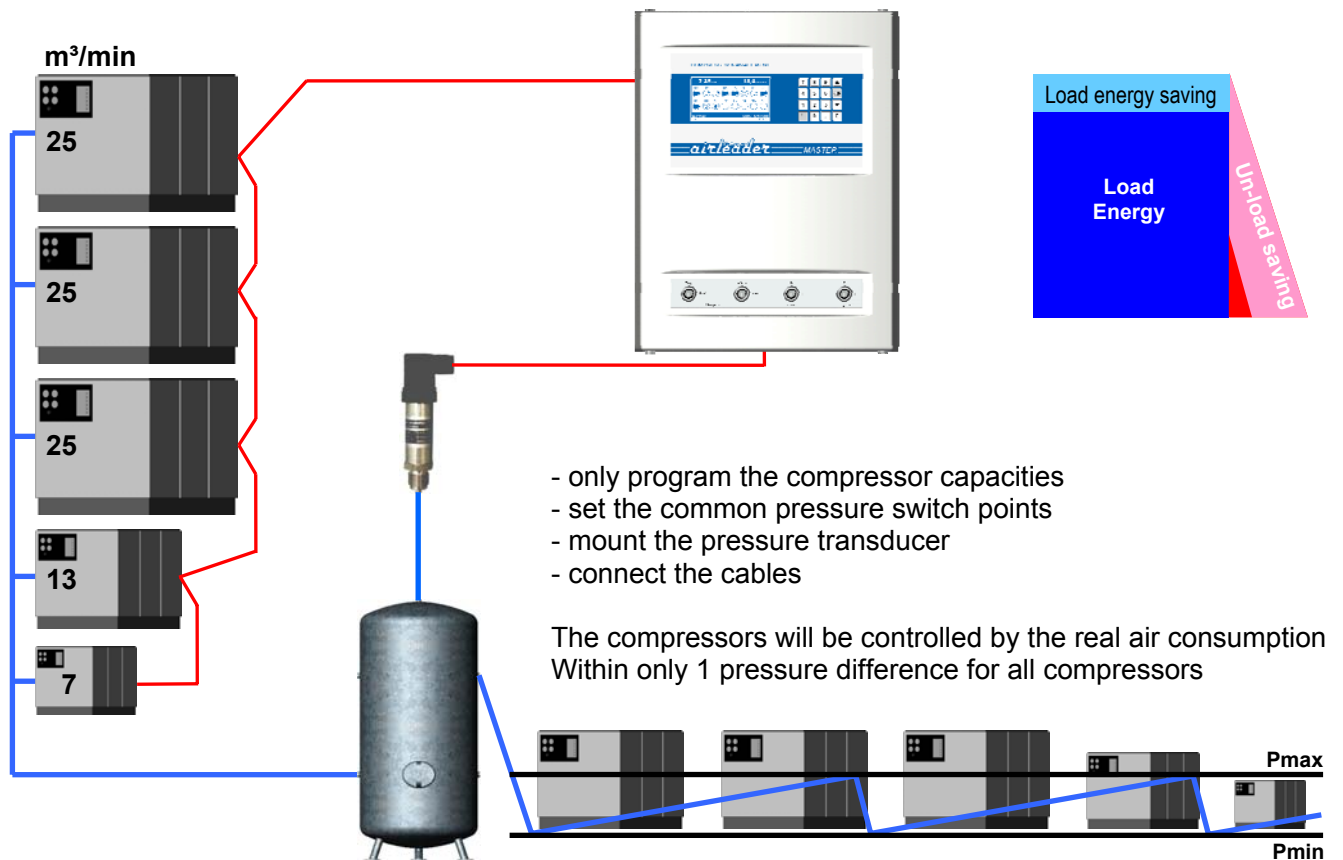 m³/min
25
25
25
13
7
airleader MASTER
Load energy saving
Load
Energy
Un-load saving
- only program the compressor capacities
- set the common pressure switch points
- mount the pressure transducer
- connect the cables
The compressors will be controlled by the real air consumption
Within only 1 pressure difference for all compressors
Pmax
Pmin